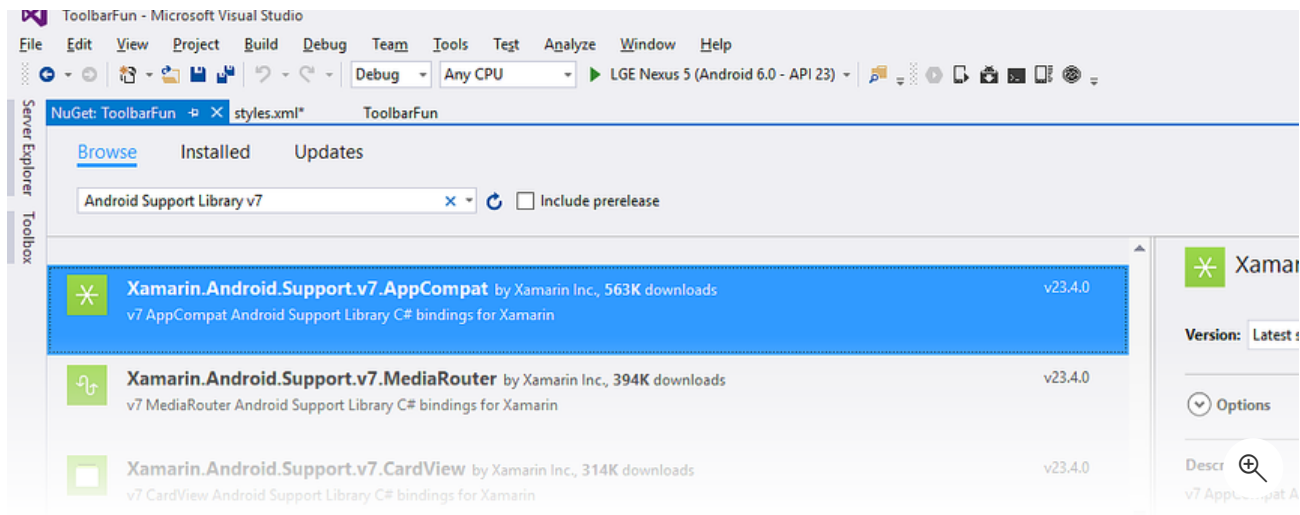 ToolbarFun - Microsoft Visual Studio
File Edit View Project Build Debug Team Tools Test Analyze Window Help
Debug Any CPU LGE Nexus 5 (Android 6.0 - API 23)
Server Explorer
Toolbox
NuGet: ToolbarFun styles.xml* ToolbarFun
Browse Installed Updates
Android Support Library v7 Include prerelease
Xamarin.Android.Support.v7.AppCompat by Xamarin Inc., 563K downloads v23.4.0
v7 AppCompat Android Support Library C# bindings for Xamarin
Xamarin.Android.Support.v7.MediaRouter by Xamarin Inc., 394K downloads v23.4.0
v7 MediaRouter Android Support Library C# bindings for Xamarin
Xamarin.Android.Support.v7.CardView by Xamarin Inc., 314K downloads v23.4.0
v7 CardView Android Support Library C# bindings for Xamarin
Xamar
Version: Latest s
Options
Descr
v7 App